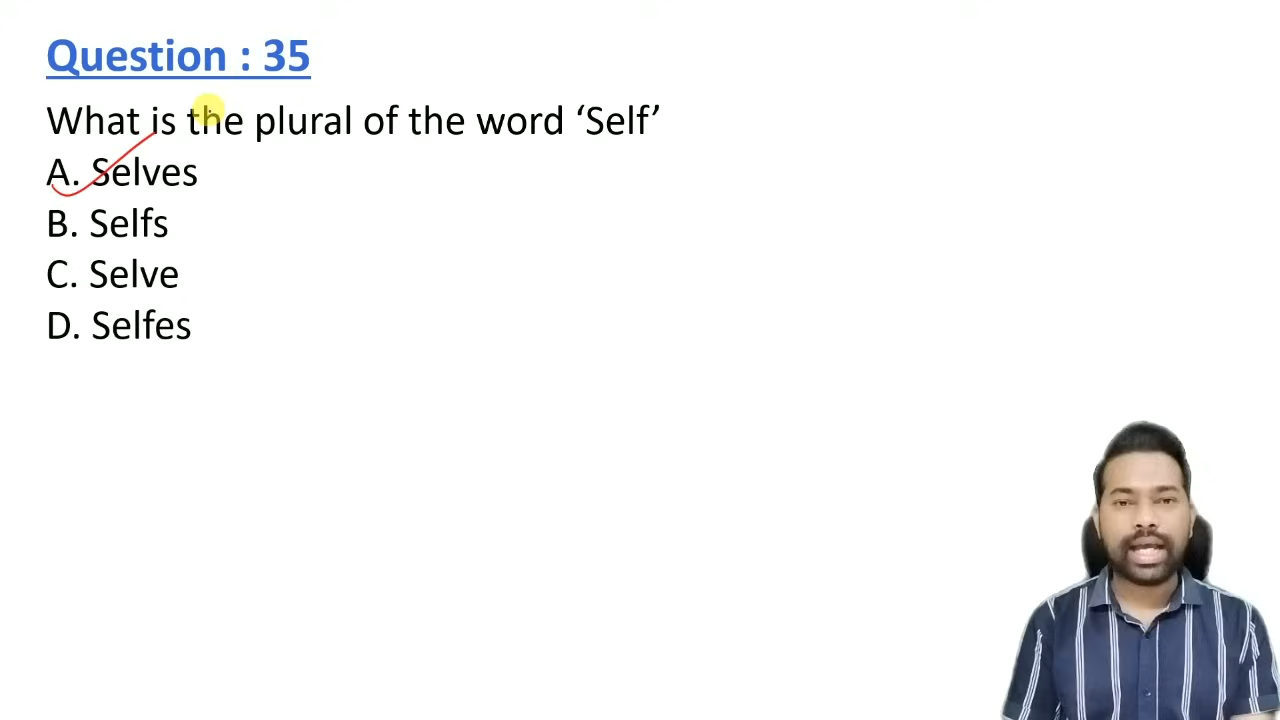 Question : 35
What is the plural of the word ‘Self’
A. Selves
B. Selfs
C. Selve
D. Selfes